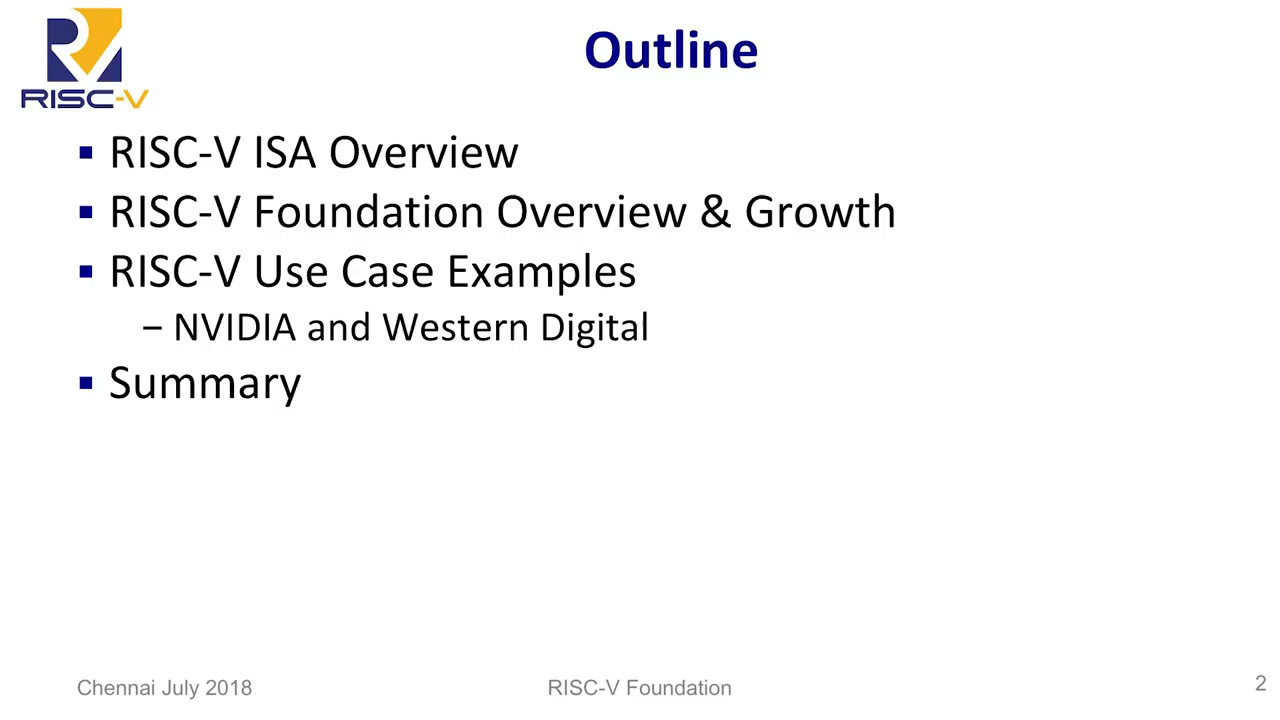 RISC-V
Outline
▪ RISC-V ISA Overview
▪ RISC-V Foundation Overview & Growth
▪ RISC-V Use Case Examples
– NVIDIA and Western Digital
▪ Summary
Chennai July 2018
RISC-V Foundation
2